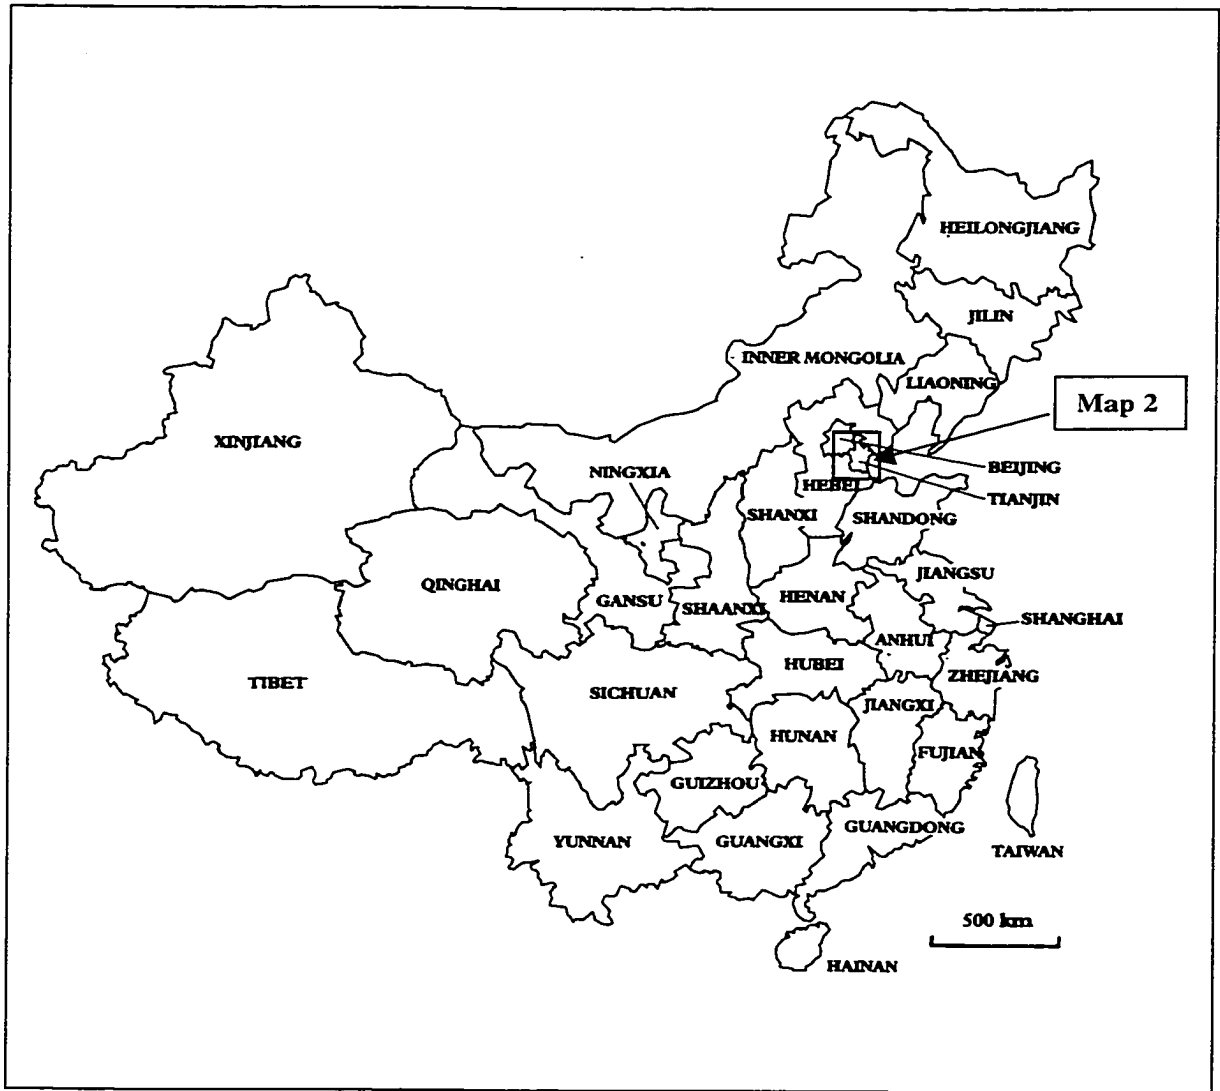 HEILONGJIANG
JILIN
INNER MONGOLIA
LIAONING
Map 2
XINJIANG
NINGXIA
BEIJING
HEBEI
TIANJIN
SHANXI
SHANDONG
JIANGSU
QINGHAI
GANSU
SHAANXI
HENAN
SHANGHAI
ANHUI
HUBEI
ZHEJIANG
TIBET
SICHUAN
JIANGXI
HUNAN
FUJIAN
GUIZHOU
GUANGDONG
YUNNAN
GUANGXI
TAIWAN
500 km
HAINAN